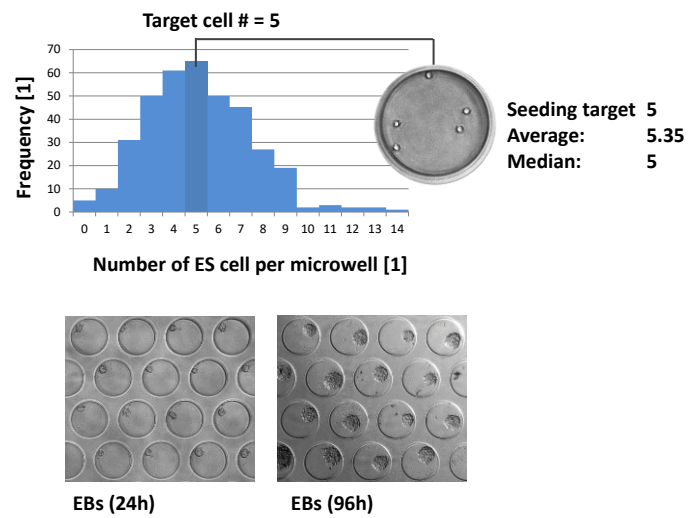 Target cell # = 5
70
60
50
40
30
20
10
0
Frequency [1]
0 1 2 3 4 5 6 7 8 9 10 11 12 13 14
Number of ES cell per microwell [1]
Seeding target 5
Average: 5.35
Median: 5
EBs (24h)
EBs (96h)